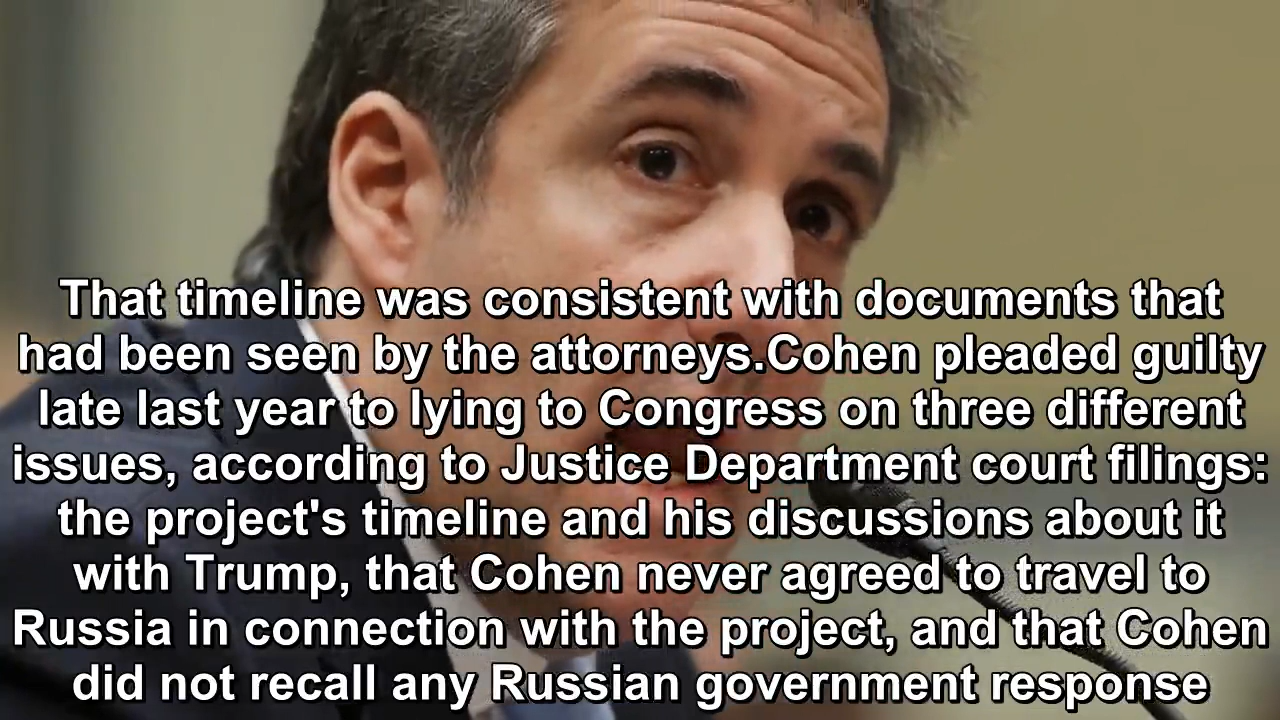 That timeline was consistent with documents that
had been seen by the attorneys.Cohen pleaded guilty
late last year to lying to Congress on three different
issues, according to Justice Department court filings:
the project's timeline and his discussions about it
with Trump, that Cohen never agreed to travel to
Russia in connection with the project, and that Cohen
did not recall any Russian government response